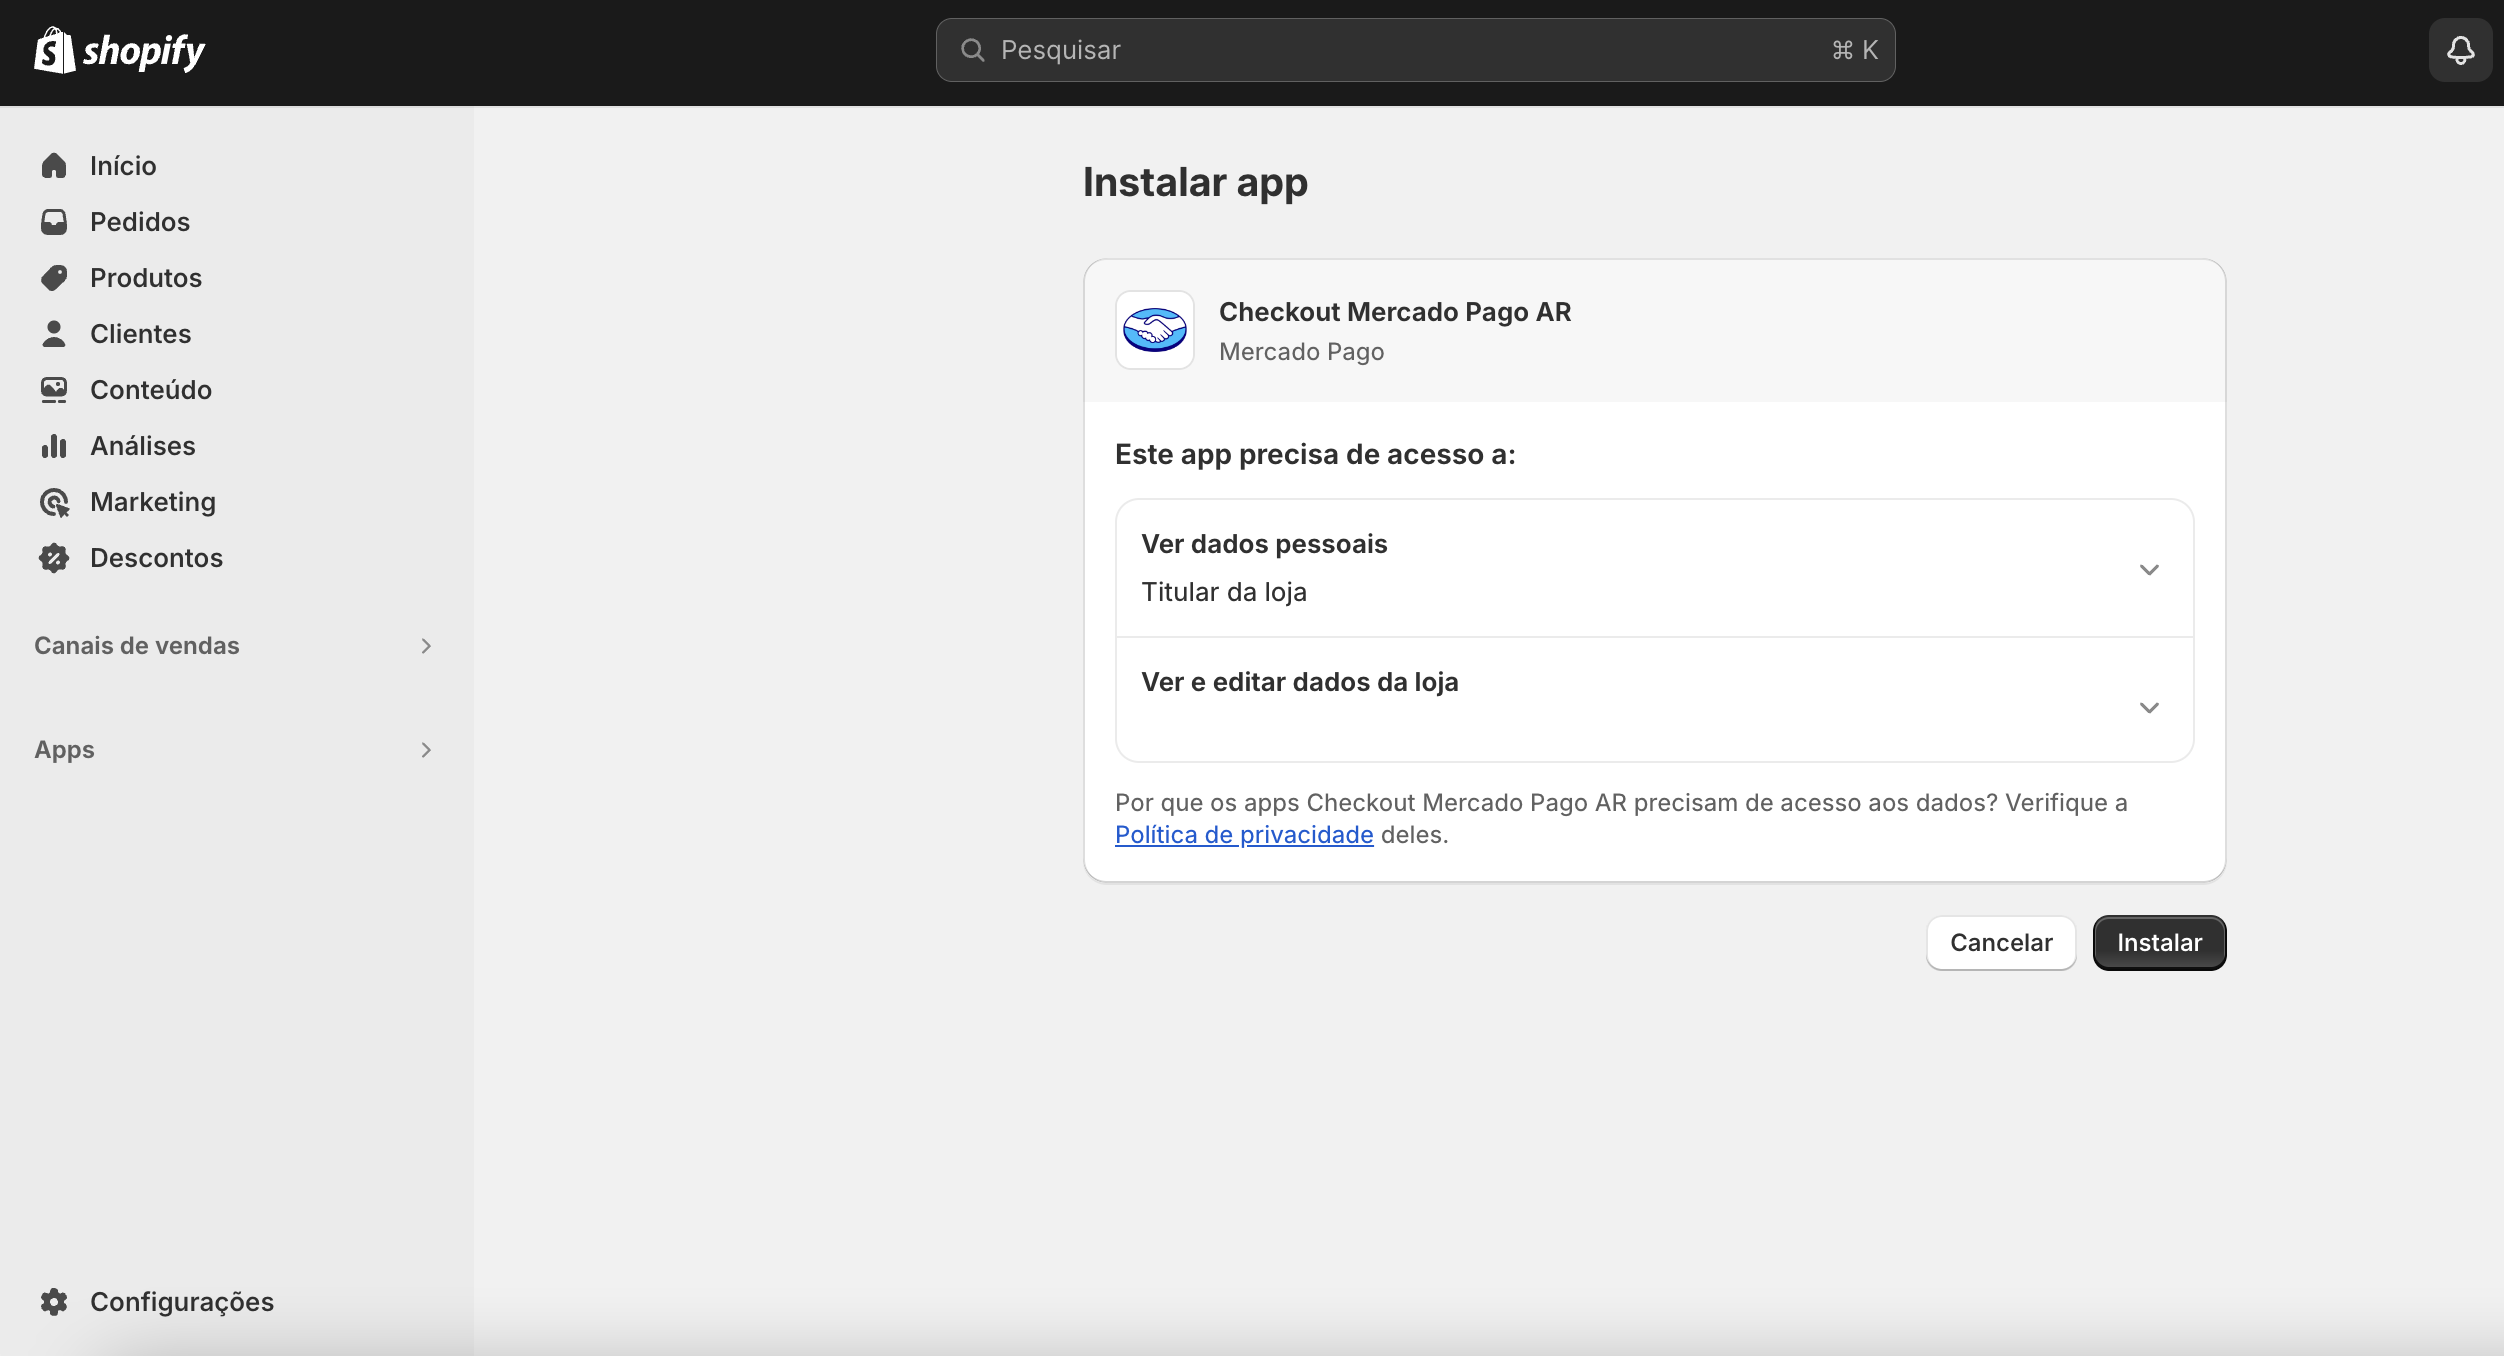 shopify
Pesquisar
⌘ K
Início
Pedidos
Produtos
Clientes
Conteúdo
Análises
Marketing
Descontos
Canais de vendas
Apps
Configurações
Instalar app
Checkout Mercado Pago AR
Mercado Pago
Este app precisa de acesso a:
Ver dados pessoais
Titular da loja
Ver e editar dados da loja
Por que os apps Checkout Mercado Pago AR precisam de acesso aos dados? Verifique a
Política de privacidade deles.
Cancelar
Instalar